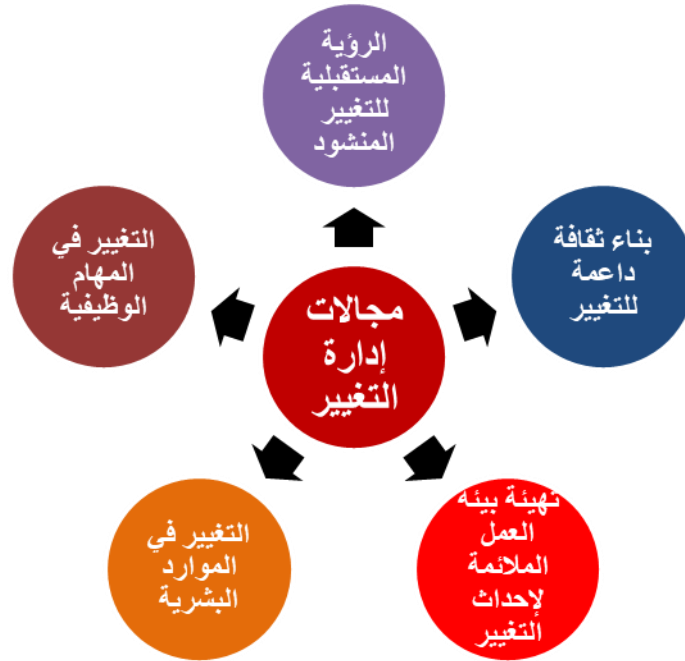 الرؤية
المستقبلية
للتغيير
المنشود
بناء ثقافة
داعمة
للتغيير
تهيئة بيئة
العمل
الملائمة
لإحداث
التغيير
التغيير في
الموارد
البشرية
التغيير في
المهام
الوظيفية
مجالات
إدارة
التغيير